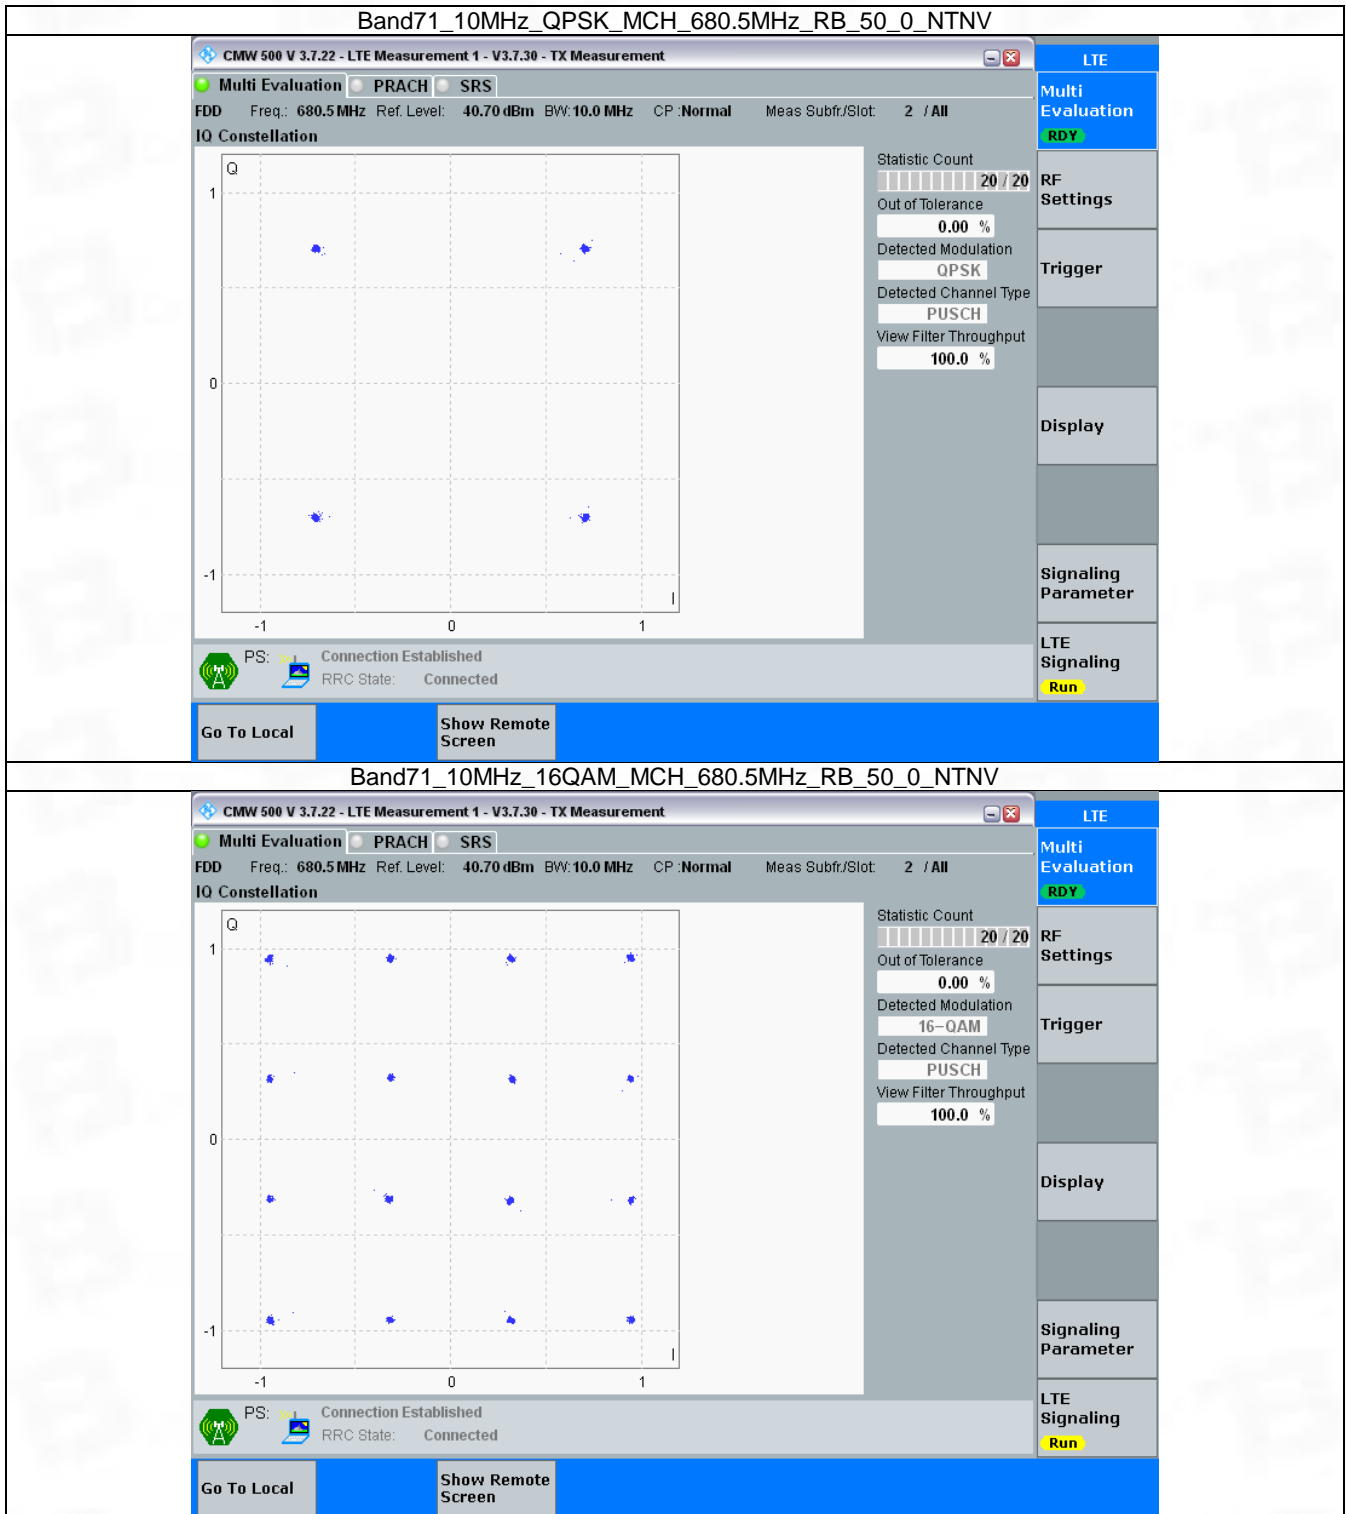 Band71_10MHz_QPSK_MCH_680.5MHz_RB_50_0_NTNV
CMW 500 V 3.7.22 - LTE Measurement 1 - V3.7.30 - TX Measurement
LTE
Multi Evaluation PRACH SRS
Multi
Evaluation
RDY
FDD Freq.: 680.5 MHz Ref. Level: 40.70 dBm BW: 10.0 MHz CP : Normal Meas Subfr./Slot: 2 / All
IQ Constellation
Q
1
0
-1
I
-1 0 1
Statistic Count
20 / 20
Out of Tolerance
0.00 %
Detected Modulation
QPSK
Detected Channel Type
PUSCH
View Filter Throughput
100.0 %
RF
Settings
Trigger
Display
Signaling
Parameter
LTE
Signaling
Run
PS: Connection Established
RRC State: Connected
Go To Local
Show Remote
Screen
Band71_10MHz_16QAM_MCH_680.5MHz_RB_50_0_NTNV
CMW 500 V 3.7.22 - LTE Measurement 1 - V3.7.30 - TX Measurement
LTE
Multi Evaluation PRACH SRS
Multi
Evaluation
RDY
FDD Freq.: 680.5 MHz Ref. Level: 40.70 dBm BW: 10.0 MHz CP : Normal Meas Subfr./Slot: 2 / All
IQ Constellation
Q
1
0
-1
I
-1 0 1
Statistic Count
20 / 20
Out of Tolerance
0.00 %
Detected Modulation
16-QAM
Detected Channel Type
PUSCH
View Filter Throughput
100.0 %
RF
Settings
Trigger
Display
Signaling
Parameter
LTE
Signaling
Run
PS: Connection Established
RRC State: Connected
Go To Local
Show Remote
Screen